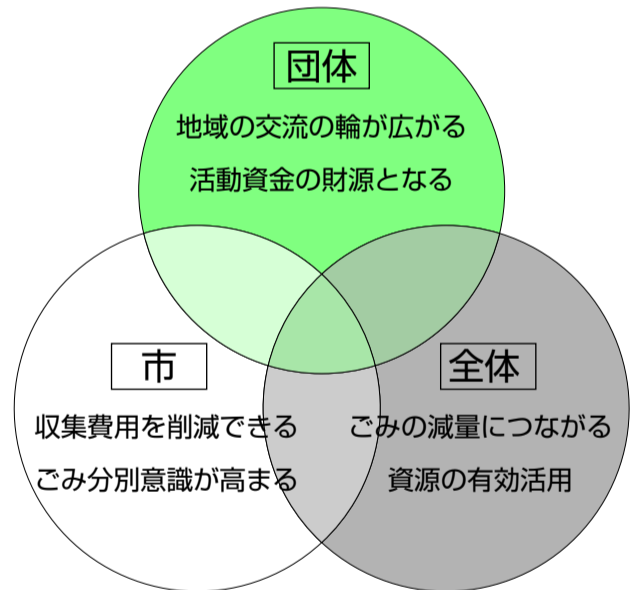 団体
地域の交流の輪が広がる
活動資金の財源となる
市
収集費用を削減できる
ごみ分別意識が高まる
全体
ごみの減量につながる
資源の有効活用